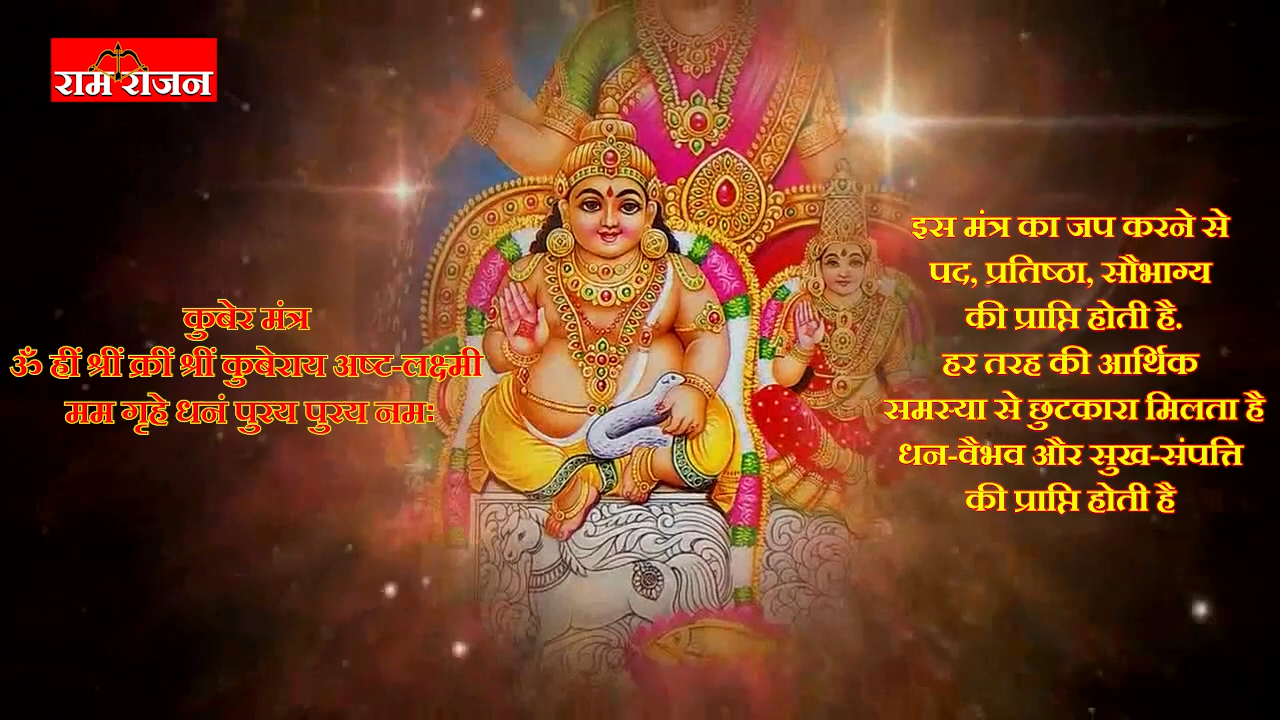 राम रांजन
कुबेर मंत्र
ॐ ह्रीं श्रीं क्रीं श्रीं कुबेराय अष्ट-लक्ष्मी
मम गृहे धनं पुरय पुरय नमः
इस मंत्र का जप करने से
पद, प्रतिष्ठा, सौभाग्य
की प्राप्ति होती है.
हर तरह की आर्थिक
समस्या से छुटकारा मिलता है
धन-वैभव और सुख-संपत्ति
की प्राप्ति होती है